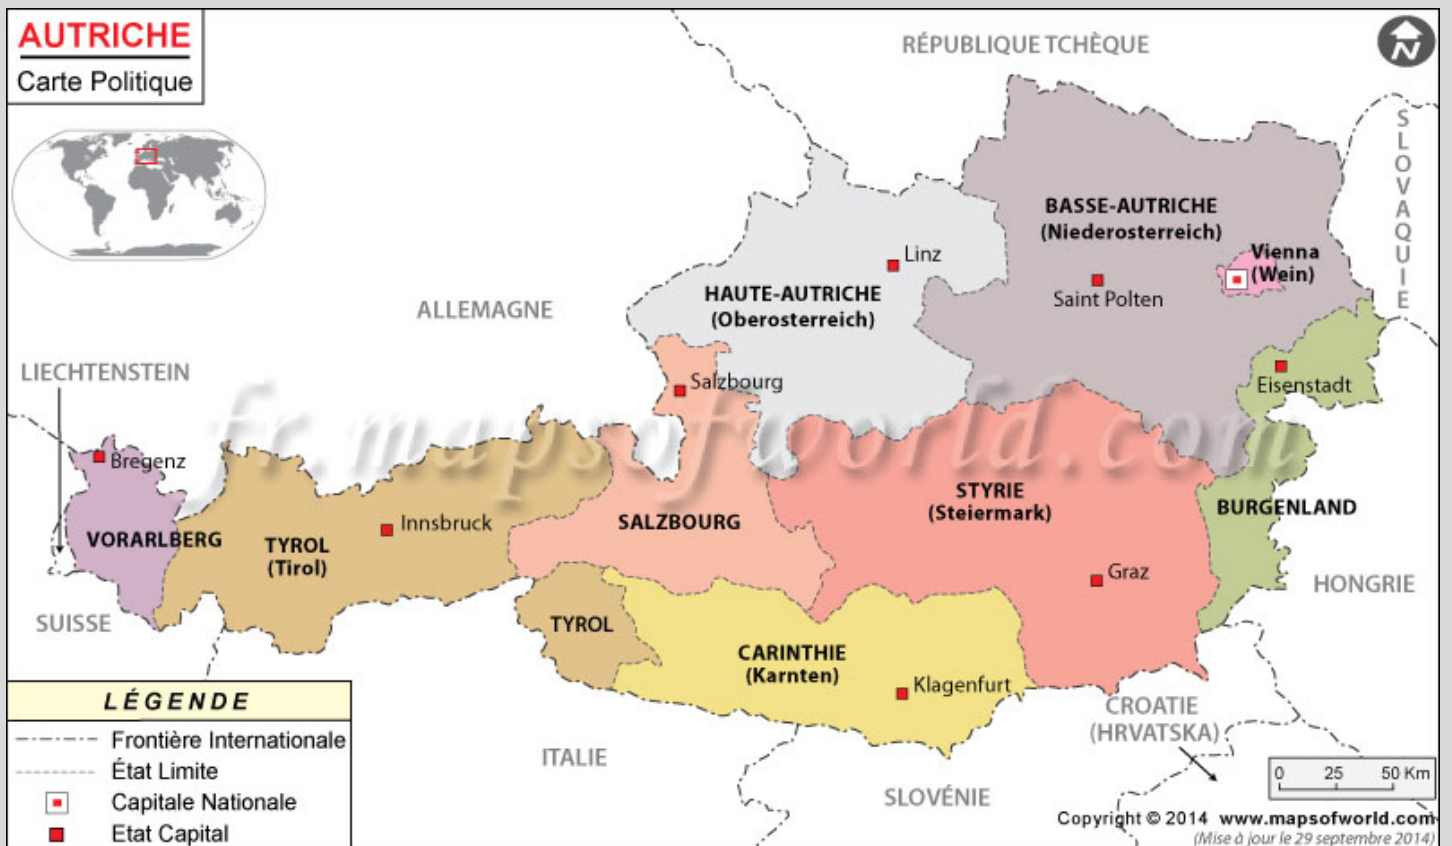 AUTRICHE
Carte Politique
RÉPUBLIQUE TCHÈQUE
N
SLOVAQUIE
BASSE-AUTRICHE
(Niederosterreich)
Vienna
(Wein)
Linz
Saint Polten
HAUTE-AUTRICHE
(Oberosterreich)
ALLEMAGNE
LIECHTENSTEIN
Salzbourg
Eisenstadt
fr.mapsofworld.com
Bregenz
STYRIE
(Steiermark)
BURGENLAND
Innsbruck
SALZBOURG
VORARLBERG
TYROL
(Tirol)
Graz
HONGRIE
SUISSE
TYROL
CARINTHIE
(Karnten)
Klagenfurt
CROATIE
(HRVATSKA)
ITALIE
SLOVÉNIE
LÉGENDE
Frontière Internationale
État Limite
Capitale Nationale
Etat Capital
0 25 50 Km
Copyright © 2014 www.mapsofworld.com
(Mise à jour le 29 septembre 2014)